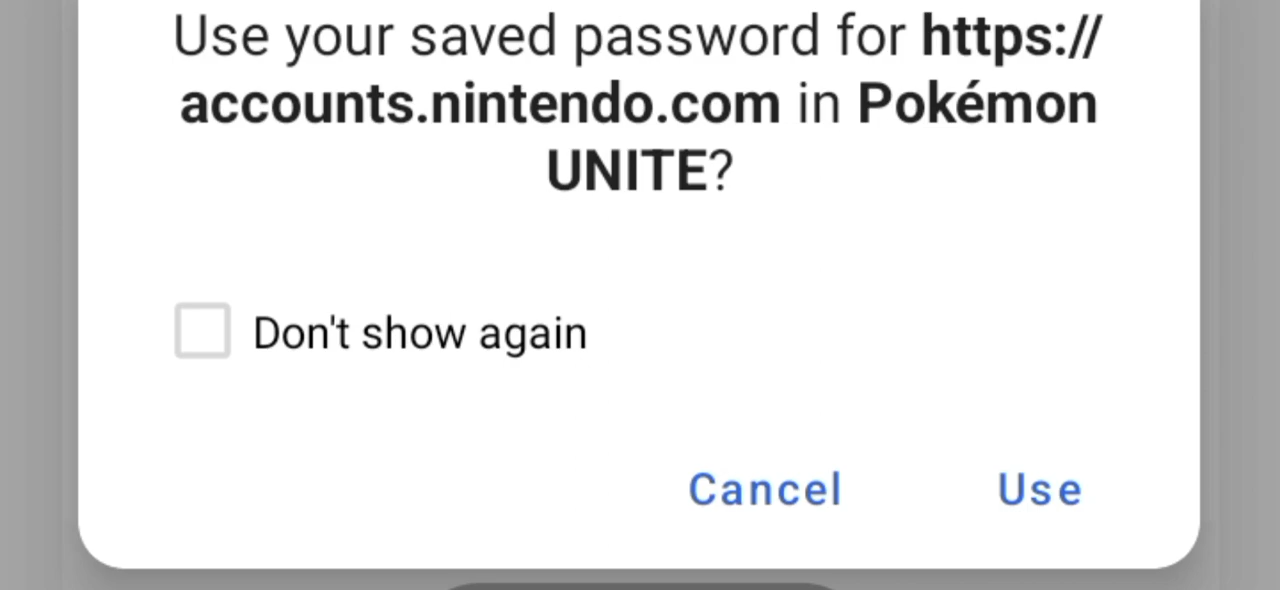 Use your saved password for https://
accounts.nintendo.com in Pokémon
UNITE?
Don't show again
Cancel Use